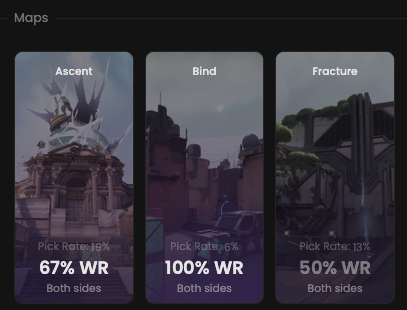 Maps
Ascent
Bind
Fracture
Pick Rate: 19%
Pick Rate: 6%
Pick Rate: 13%
67% WR
100% WR
50% WR
Both sides
Both sides
Both sides